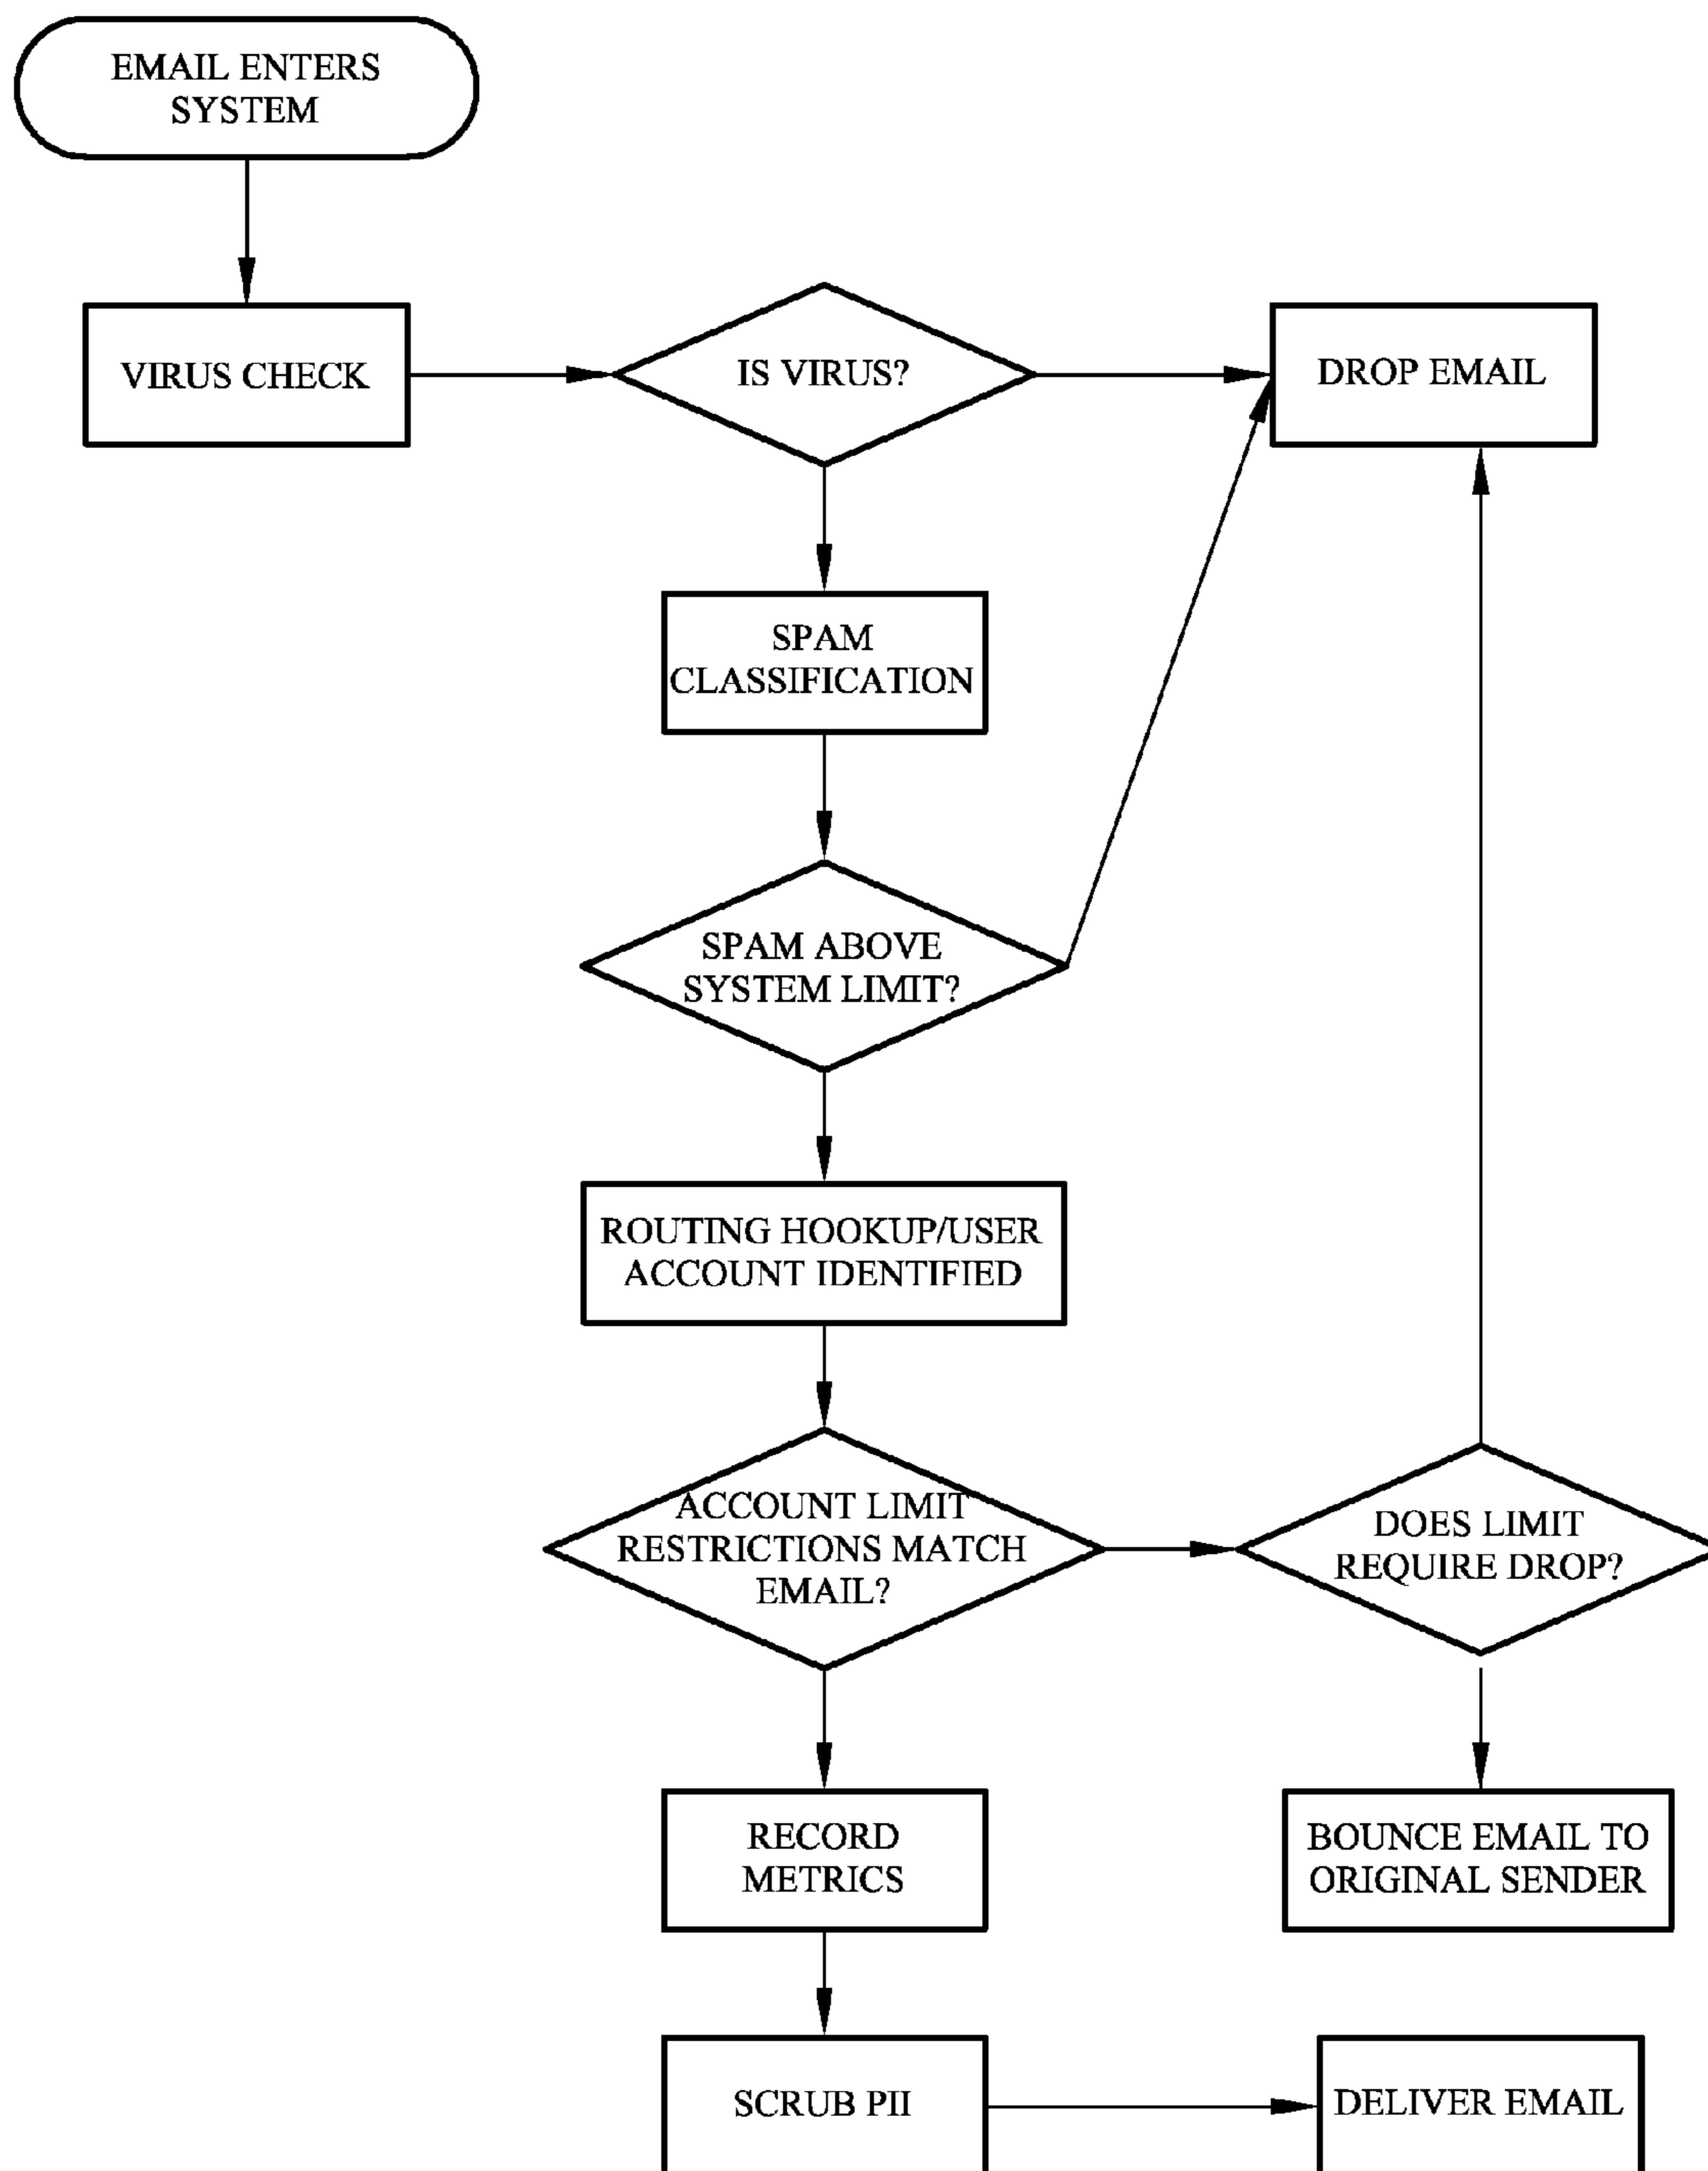 EMAIL ENTERS
SYSTEM
VIRUS CHECK
IS VIRUS?
DROP EMAIL
SPAM
CLASSIFICATION
SPAM ABOVE
SYSTEM LIMIT?
ROUTING HOOKUP/USER
ACCOUNT IDENTIFIED
ACCOUNT LIMIT
RESTRICTIONS MATCH
EMAIL?
DOES LIMIT
REQUIRE DROP?
RECORD
METRICS
BOUNCE EMAIL TO
ORIGINAL SENDER
SCRUB PII
DELIVER EMAIL